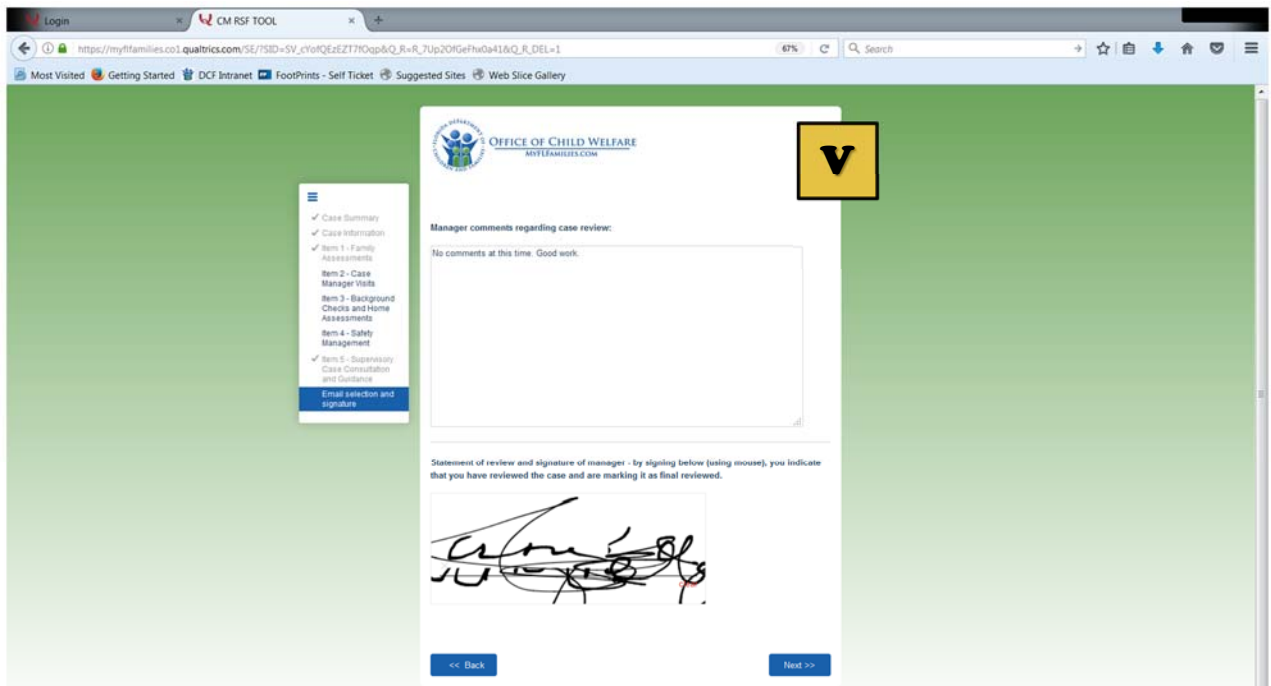 Login
CM RSF TOOL
https://myflfamilies.co1.qualtrics.com/SE/?SID=SV_cYofQEzEZT7fOqp&Q_R=R_7Up2OfGeFhx0a41&Q_R_DEL=1
67%
Search
Most Visited Getting Started DCF Intranet FootPrints - Self Ticket Suggested Sites Web Slice Gallery
OFFICE OF CHILD WELFARE
MYFLFAMILIES.COM
V
Case Summary
Case Information
Item 1 - Family
Assessments
Item 2 - Case
Manager Visits
Item 3 - Background
Checks and Home
Assessments
Item 4 - Safety
Management
Item 5 - Supervisory
Case Consultation
and Guidance
Email selection and
signature
Manager comments regarding case review:
No comments at this time. Good work.
Statement of review and signature of manager - by signing below (using mouse), you indicate
that you have reviewed the case and are marking it as final reviewed.
<< Back
Next >>